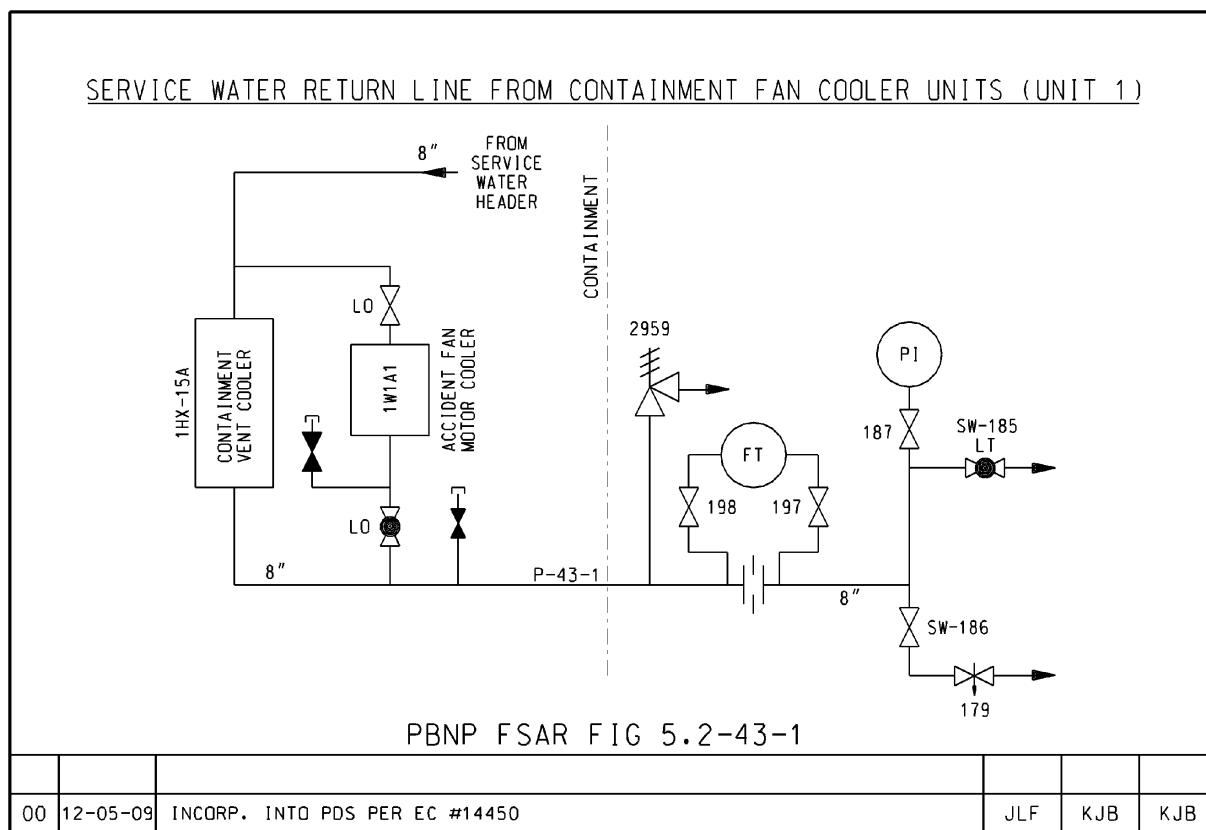 SERVICE WATER RETURN LINE FROM CONTAINMENT FAN COOLER UNITS (UNIT 1)
8"
FROM
SERVICE
WATER
HEADER
CONTAINMENT
LO
1HX-15A
CONTAINMENT
VENT COOLER
1W1A1
ACCIDENT FAN
MOTOR COOLER
LO
8"
P-43-1
2959
FT
198
197
8"
PI
187
SW-185
LT
SW-186
179
PBNP FSAR FIG 5.2-43-1
00 12-05-09 INCORP. INTO PDS PER EC #14450 JLF KJB KJB